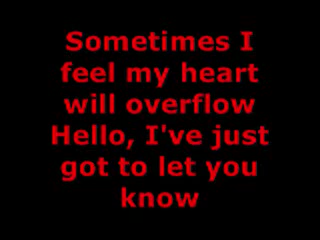 Sometimes I
feel my heart
will overflow
Hello, I've just
got to let you
know